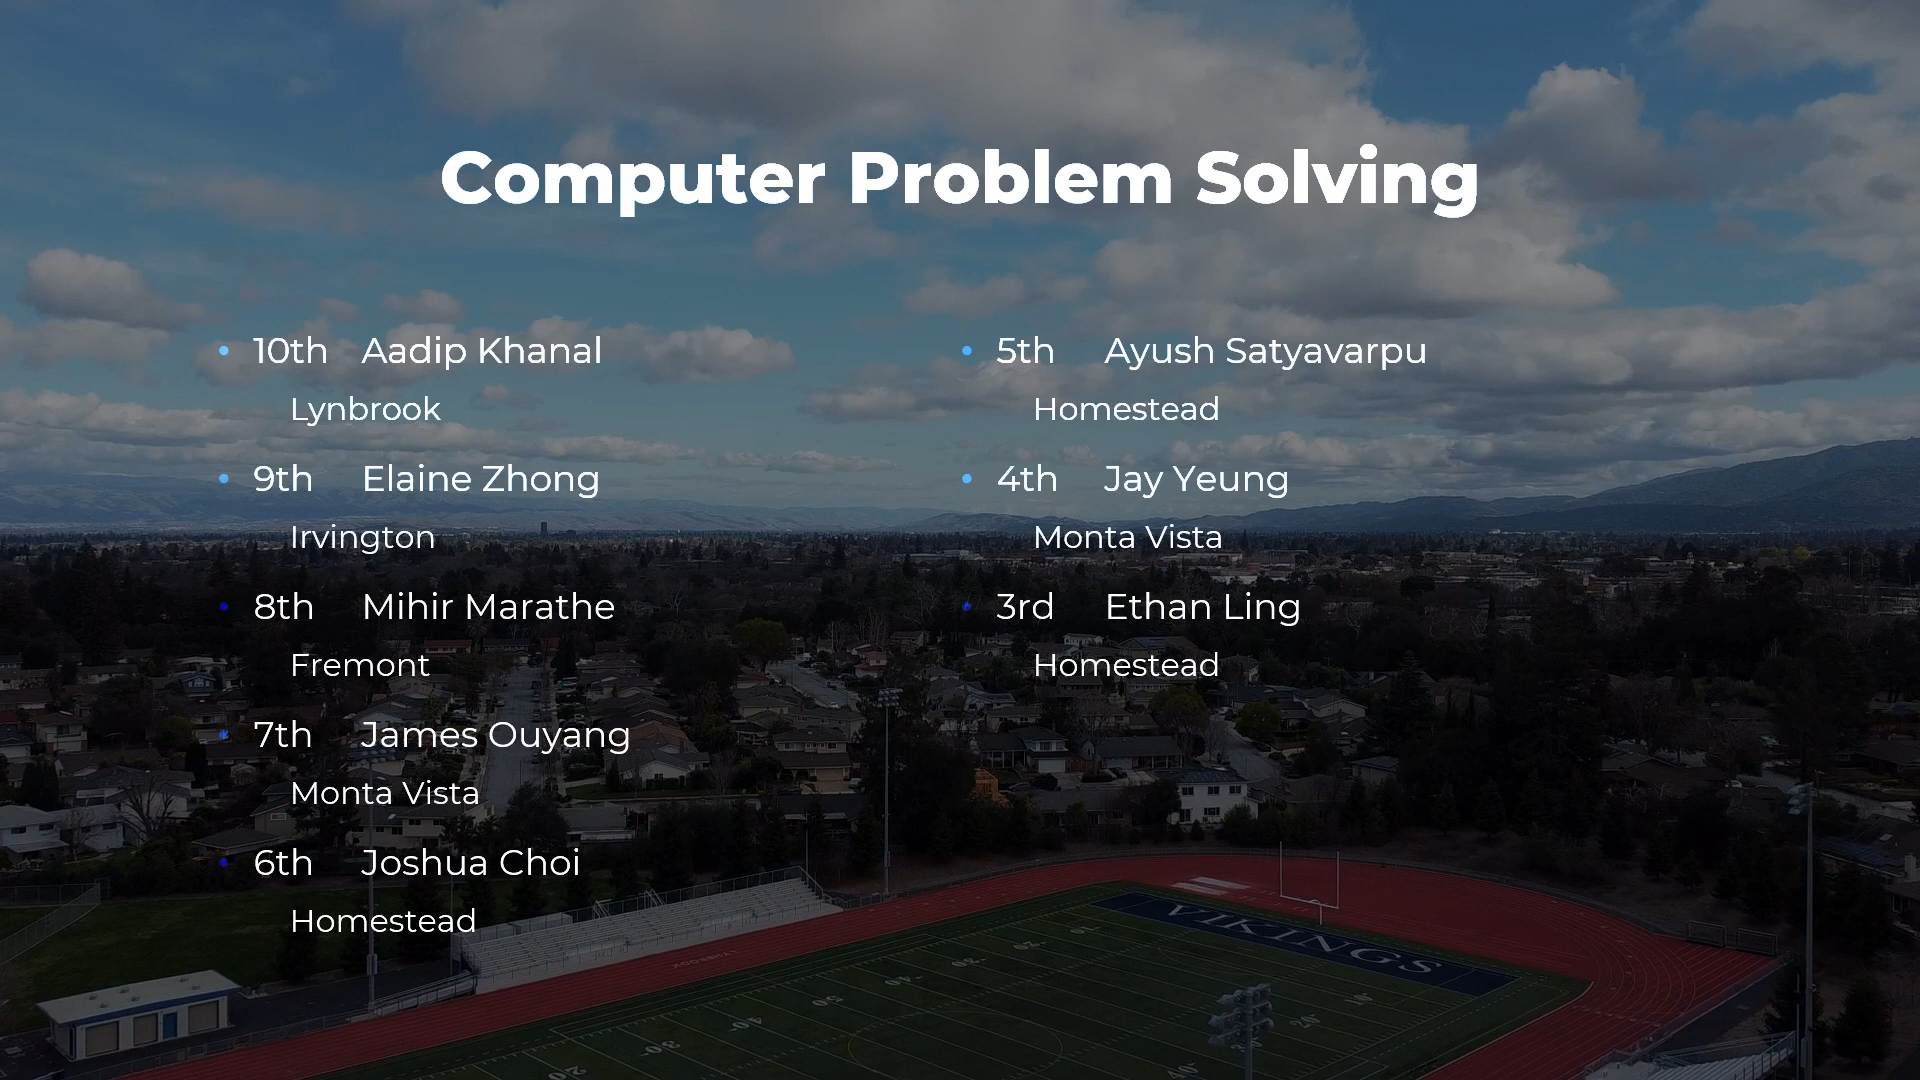 Computer Problem Solving
10th Aadip Khanal
Lynbrook
9th Elaine Zhong
Irvington
8th Mihir Marathe
Fremont
7th James Ouyang
Monta Vista
6th Joshua Choi
Homestead
5th Ayush Satyavarpu
Homestead
4th Jay Yeung
Monta Vista
3rd Ethan Ling
Homestead
VIKINGS